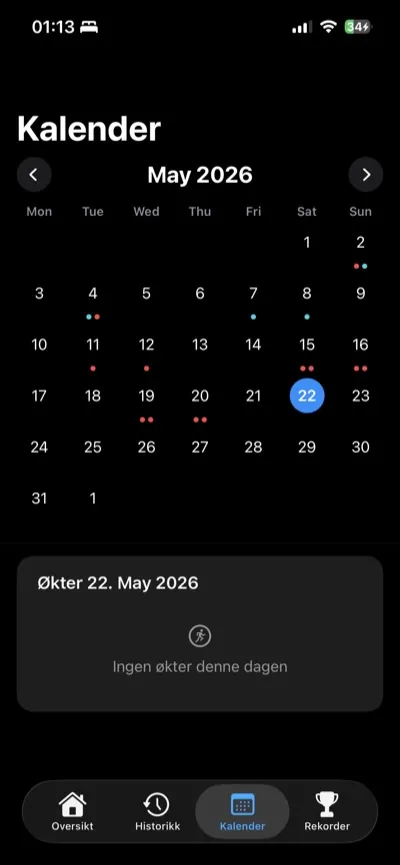 01:13
34
Kalender
May 2026
Mon Tue Wed Thu Fri Sat Sun
1 2
3 4 5 6 7 8 9
10 11 12 13 14 15 16
17 18 19 20 21 22 23
24 25 26 27 28 29 30
31 1
Økter 22. May 2026
Ingen økter denne dagen
Oversikt Historikk Kalender Rekorder